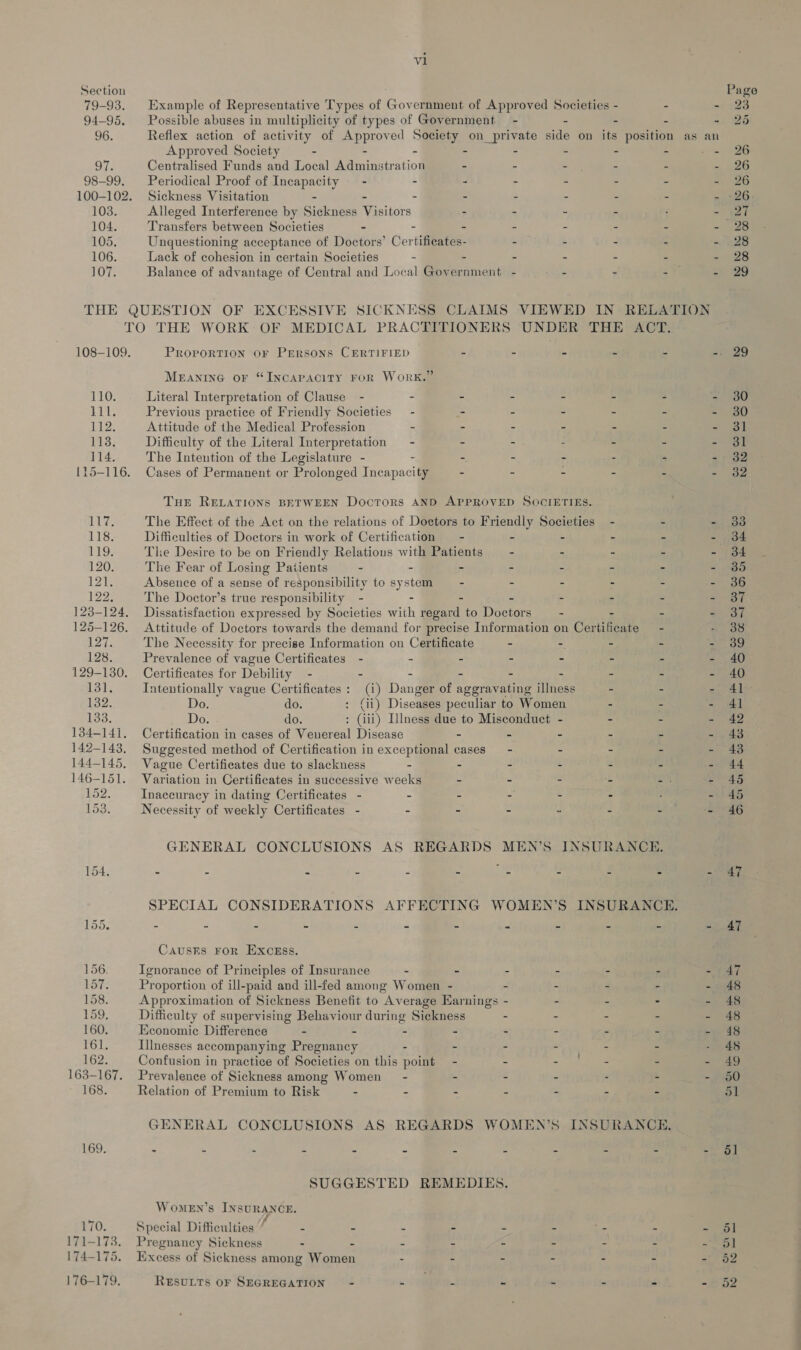 vi
Section Page
79-93. Example of Representative Types of Government of Approved Societies - - - 23
94-95. Possible abuses in multiplicity of types of Government - - - - - 25
96. Reflex action of activity of Approved Society on private side on its position as an
Approved Society - - - - - - - - - 26
97. Centralised Funds and Local Adminstration - - - - - - 26
98-99. Periodical Proof of Incapacity - - - - - - - - 26
100-102. Sickness Visitation - - - - - - - - - 26
103. Alleged Interference by Sickness Visitors - - - - - - 27
104. Transfers between Societies - - - - - - - - 28
105. Unquestioning acceptance of Doctors' Certificates- - - - - - 28
106. Lack of cohesion in certain Societies - - - - - - - 28
107. Balance of advantage of Central and Local Government - - - - - 29
THE QUESTION OF EXCESSIVE SICKNESS CLAIMS VIEWED IN RELATION
TO THE WORK OF MEDICAL PRACTITIONERS UNDER THE ACT.
108-109. PROPORTION OF PERSONS CERTIFIED - - - - - - 29
MEANING OF "INCAPACITY FOR WORK."
110. Literal Interpretation of Clause - - - - - - - - 30
111. Previous practice of Friendly Societies - - - - - - - 30
112. Attitude of the Medical Profession - - - - - - - 31
113. Difficulty of the Literal Interpretation - - - - - - - 31
114. The Intention of the Legislature - - - - - - - - 32
115-116. Cases of Permanent or Prolonged Incapacity - - - - - - 32
THE RELATIONS BETWEEN DOCTORS AND APPROVED SOCIETIES.
117. The Effect of the Act on the relations of Doctors to Friendly Societies - - - 33
118. Difficulties of Doctors in work of Certification - - - - - - 34
119. The Desire to be on Friendly Relations with Patients - - - - - 34
120. The Fear of Losing Patients - - - - - - - - 35
121. Absence of a sense of responsibility to system - - - - - - 36
122. The Doctor's true responsibility - - - - - - - - 37
123-124. Dissatisfaction expressed by Societies with regard to Doctors - - - - 37
125-126. Attitude of Doctors towards the demand for precise Information on Certificate - - 38
127. The Necessity for precise Information on Certificate - - - - - 39
128. Prevalence of vague Certificates - - - - - - - - 40
129-130. Certificates for Debility - - - - - - - - - 40
131. Intentionally vague Certificates : (i) Danger of aggravating illness - - - 41
132. Do. do. : (ii) Diseases peculiar to Women - - - 41
133. Do. do. : (iii) Illness due to Misconduct - - - - 42
134-141. Certification in cases of Venereal Disease - - - - - - 43
142-143. Suggested method of Certification in exceptional cases - - - - - 43
144-145. Vague Certificates due to slackness - - - - - - - 44
146-151. Variation in Certificates in successive weeks - - - - - - 45
152. Inaccuracy in dating Certificates - - - - - - - - 45
153. Necessity of weekly Certificates - - - - - - - - 46
GENERAL CONCLUSIONS AS REGARDS MEN'S INSURANCE.
154. - - - - - - - - - - - 47
SPECIAL CONSIDERATIONS AFFECTING WOMEN'S INSURANCE.
155. - - - - - - - - - - - - 47
CAUSES FOR EXCESS.
156. Ignorance of Principles of Insurance - - - - - - - 47
157. Proportion of ill-paid and ill-fed among Women - - - - - - 48
158. Approximation of Sickness Benefit to Average Earnings - - - - - 48
159. Difficulty of supervising Behaviour during Sickness - - - - - 48
160. Economic Difference - - - - - - - - - 48
161. Illnesses accompanying Pregnancy - - - - - - - 48
162. Confusion in practice of Societies on this point - - - - - - 49
163-167. Prevalence of Sickness among Women - - - - - - - 50
168. Relation of Premium to Risk - - - - - - - 51
GENERAL CONCLUSIONS AS REGARDS WOMEN'S INSURANCE.
169. - - - - - - - - - - - - 51
SUGGESTED REMEDIES.
WOMEN'S INSURANCE.
170. Special Difficulties - - - - - - - - - 51
171-173. Pregnancy Sickness - - - - - - - - - 51
174-175. Excess of Sickness among Women - - - - - - - 52
176-179. RESULTS OF SEGREGATION - - - - - - - - 52